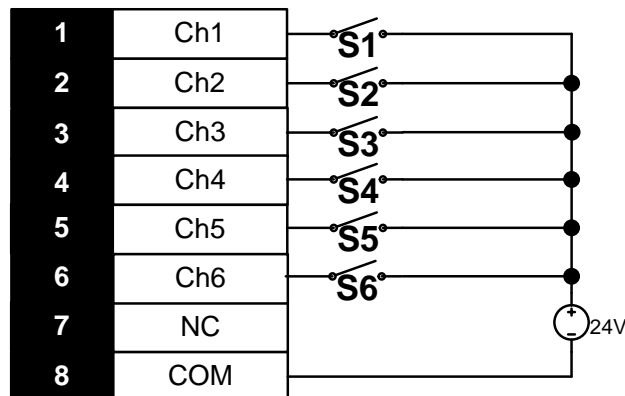 1 Ch1 S1
2 Ch2 S2
3 Ch3 S3
4 Ch4 S4
5 Ch5 S5
6 Ch6 S6
7 NC + 24V
8 COM −